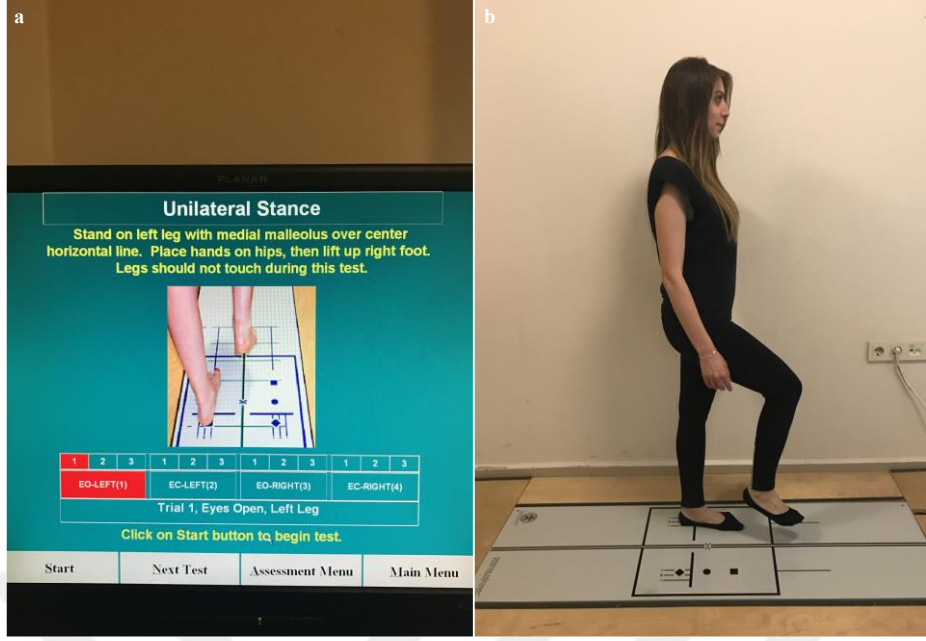 a
b
PLANAR
Unilateral Stance
Stand on left leg with medial malleolus over center
horizontal line. Place hands on hips, then lift up right foot.
Legs should not touch during this test.
1 2 3 1 2 3 1 2 3 1 2 3
EO-LEFT(1) EC-LEFT(2) EO-RIGHT(3) EC-RIGHT(4)
Trial 1, Eyes Open, Left Leg
Click on Start button to begin test.
Start Next Test Assessment Menu Main Menu